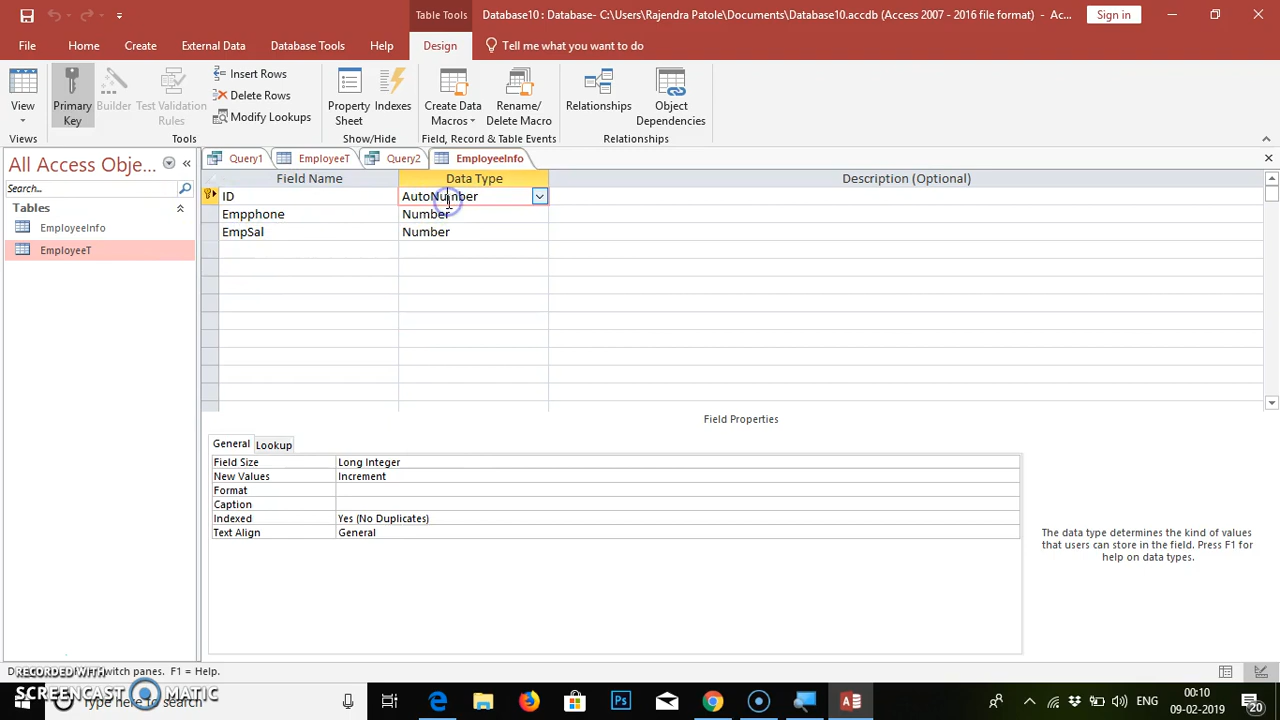 Table Tools
Database10 : Database- C:\Users\Rajendra Patole\Documents\Database10.accdb (Access 2007 - 2016 file format) - Ac...
Sign in
File
Home
Create
External Data
Database Tools
Help
Design
Tell me what you want to do
View
Primary Key
Builder
Test Validation Rules
Insert Rows
Delete Rows
Modify Lookups
Property Sheet
Indexes
Create Data Macros
Rename/ Delete Macro
Relationships
Object Dependencies
Views
Tools
Show/Hide
Field, Record & Table Events
Relationships
All Access Obje...
Search...
Tables
EmployeeInfo
EmployeeT
Query1
EmployeeT
Query2
EmployeeInfo
Field Name
Data Type
Description (Optional)
ID
AutoNumber
Empphone
Number
EmpSal
Number
Field Properties
General
Lookup
Field Size
Long Integer
New Values
Increment
Format
Caption
Indexed
Yes (No Duplicates)
Text Align
General
The data type determines the kind of values
that users can store in the field. Press F1 for
help on data types.
RECORDED WITH
SCREENCAST MATIC
witch panes. F1 = Help.
Type here to search
ENG
00:10
09-02-2019
20